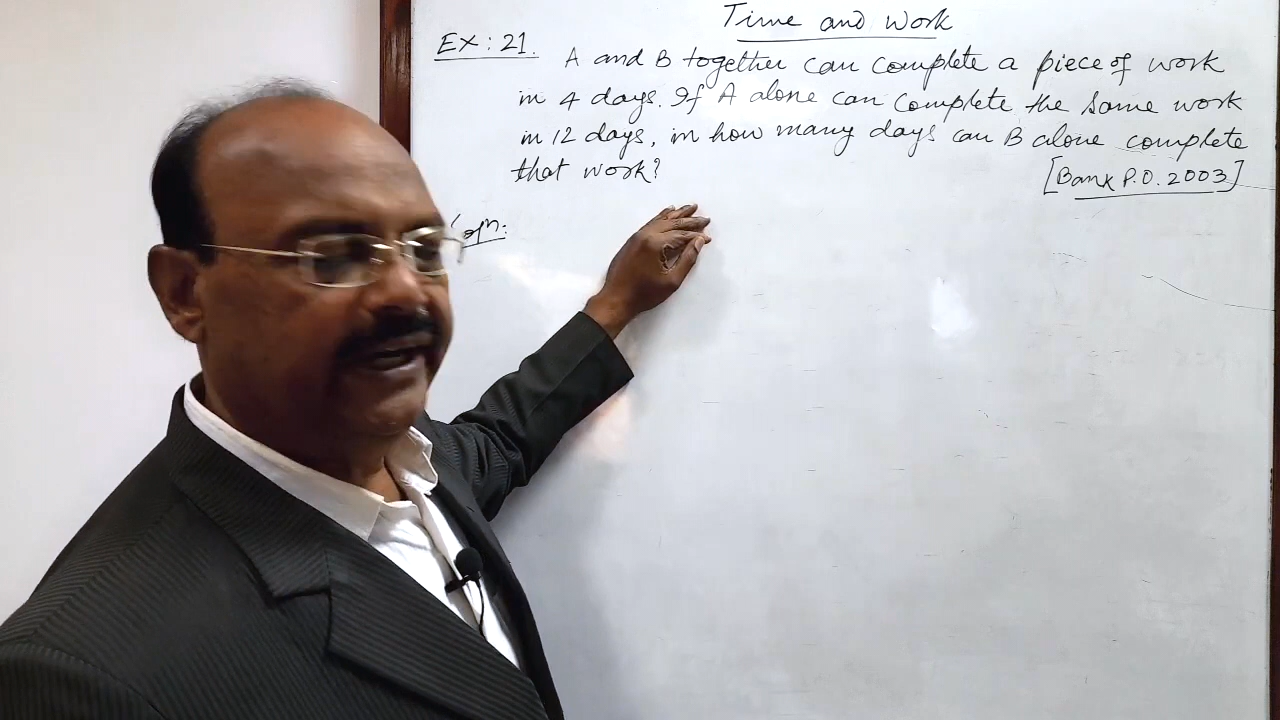 Time and Work
EX: 21. A and B together can complete a piece of work
in 4 days. If A alone can complete the same work
in 12 days, in how many days can B alone complete
that work?
[Bank P.O. 2003]